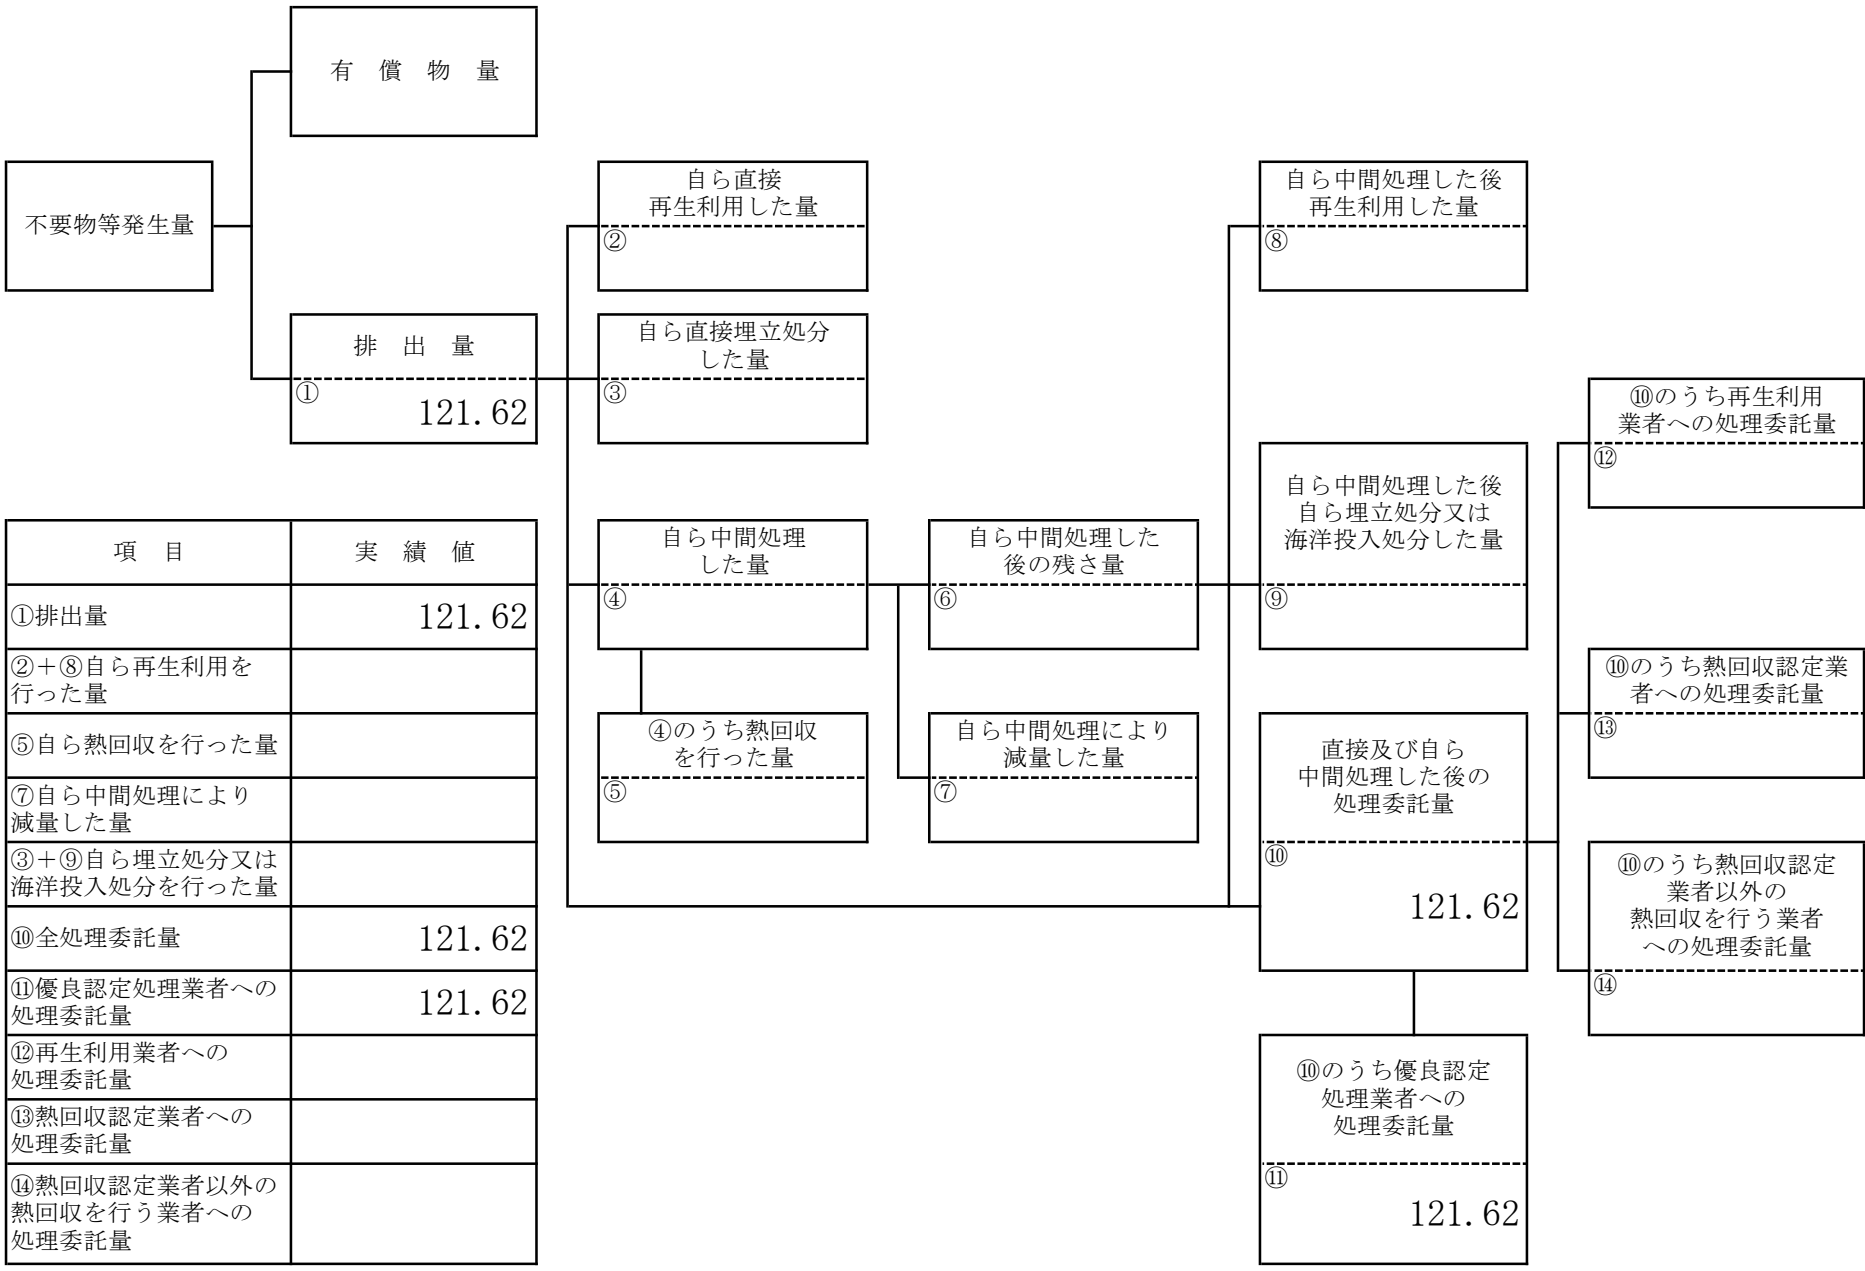 有 償 物 量
不要物等発生量
排 出 量
①
121.62
自ら直接
再生利用した量
②
自ら直接埋立処分
した量
③
自ら中間処理
した量
④
④のうち熱回収
を行った量
⑤
自ら中間処理した
後の残さ量
⑥
自ら中間処理により
減量した量
⑦
自ら中間処理した後
再生利用した量
⑧
自ら中間処理した後
自ら埋立処分又は
海洋投入処分した量
⑨
直接及び自ら
中間処理した後の
処理委託量
⑩
121.62
⑩のうち優良認定
処理業者への
処理委託量
⑪
121.62
⑩のうち再生利用
業者への処理委託量
⑫
⑩のうち熱回収認定業
者への処理委託量
⑬
⑩のうち熱回収認定
業者以外の
熱回収を行う業者
への処理委託量
⑭
項 目
実 績 値
①排出量
121.62
②+⑧自ら再生利用を
行った量
⑤自ら熱回収を行った量
⑦自ら中間処理により
減量した量
③+⑨自ら埋立処分又は
海洋投入処分を行った量
⑩全処理委託量
121.62
⑪優良認定処理業者への
処理委託量
121.62
⑫再生利用業者への
処理委託量
⑬熱回収認定業者への
処理委託量
⑭熱回収認定業者以外の
熱回収を行う業者への
処理委託量